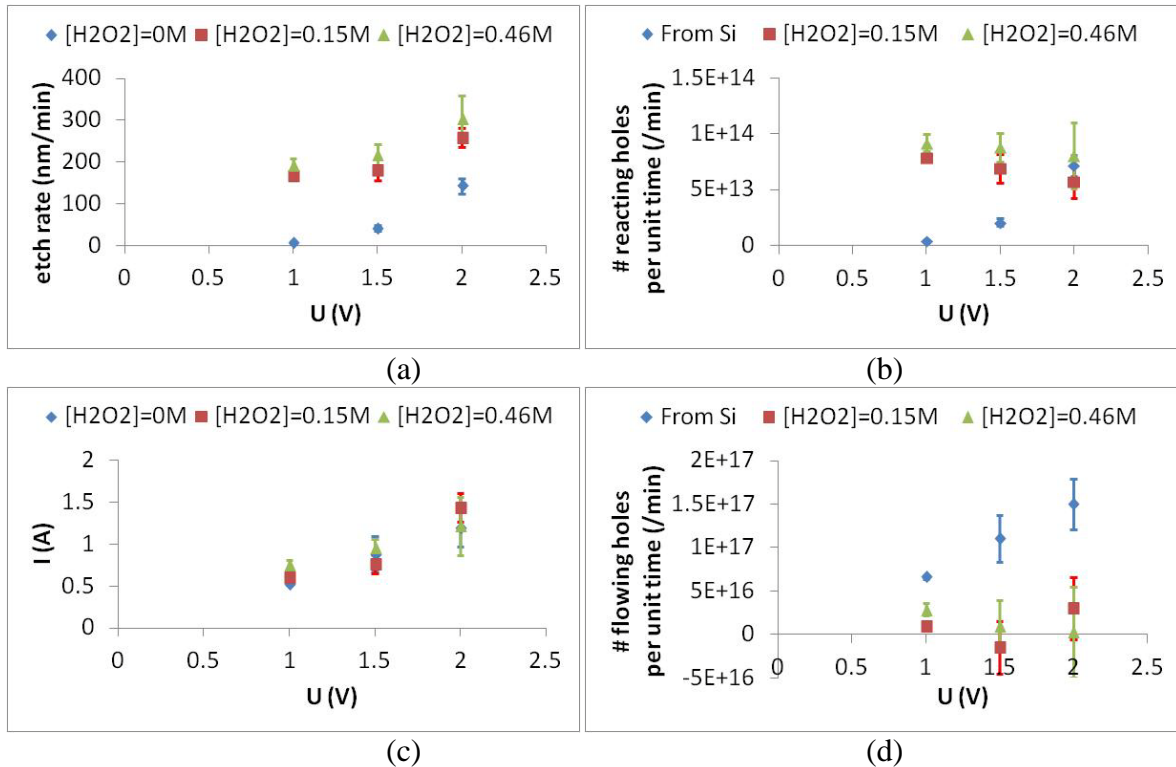 [H2O2]=0M [H2O2]=0.15M [H2O2]=0.46M
etch rate (nm/min)
400
300
200
100
0
0 0.5 1 1.5 2 2.5
U (V)
(a)
From Si [H2O2]=0.15M [H2O2]=0.46M
# reacting holes
per unit time (/min)
1.5E+14
1E+14
5E+13
0
0 0.5 1 1.5 2 2.5
U (V)
(b)
[H2O2]=0M [H2O2]=0.15M [H2O2]=0.46M
I (A)
2
1.5
1
0.5
0
0 0.5 1 1.5 2 2.5
U (V)
(c)
From Si [H2O2]=0.15M [H2O2]=0.46M
# flowing holes
per unit time (/min)
2E+17
1.5E+17
1E+17
5E+16
0
-5E+16
0 0.5 1 1.5 2 2.5
U (V)
(d)